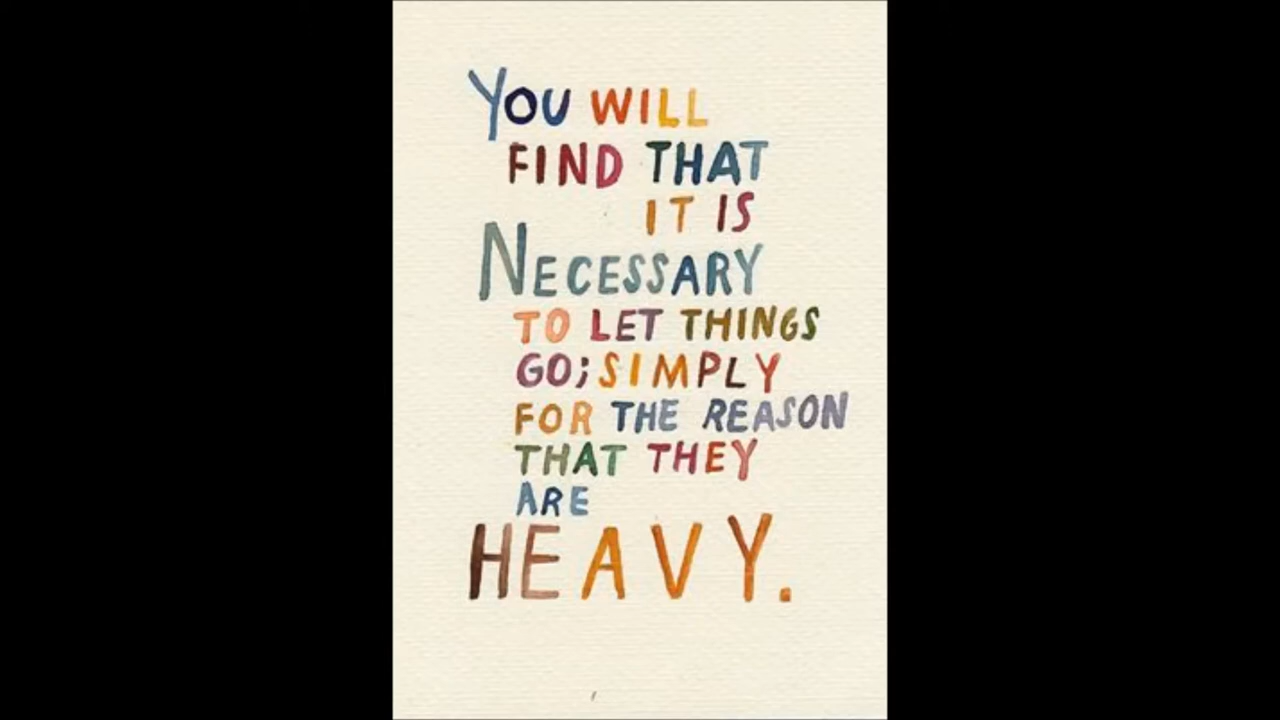 YOU WILL
FIND THAT
IT IS
NECESSARY
TO LET THINGS
GO; SIMPLY
FOR THE REASON
THAT THEY
ARE
HEAVY.